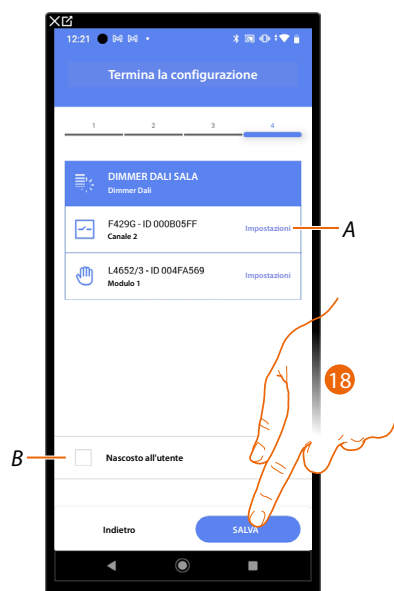 12:21
Termina la configurazione
1 2 3 4
DIMMER DALI SALA
Dimmer Dali
F429G - ID 000B05FF
Canale 2
Impostazioni
A
L4652/3 - ID 004FA569
Modulo 1
Impostazioni
18
B
Nascosto all'utente
Indietro
SALVA